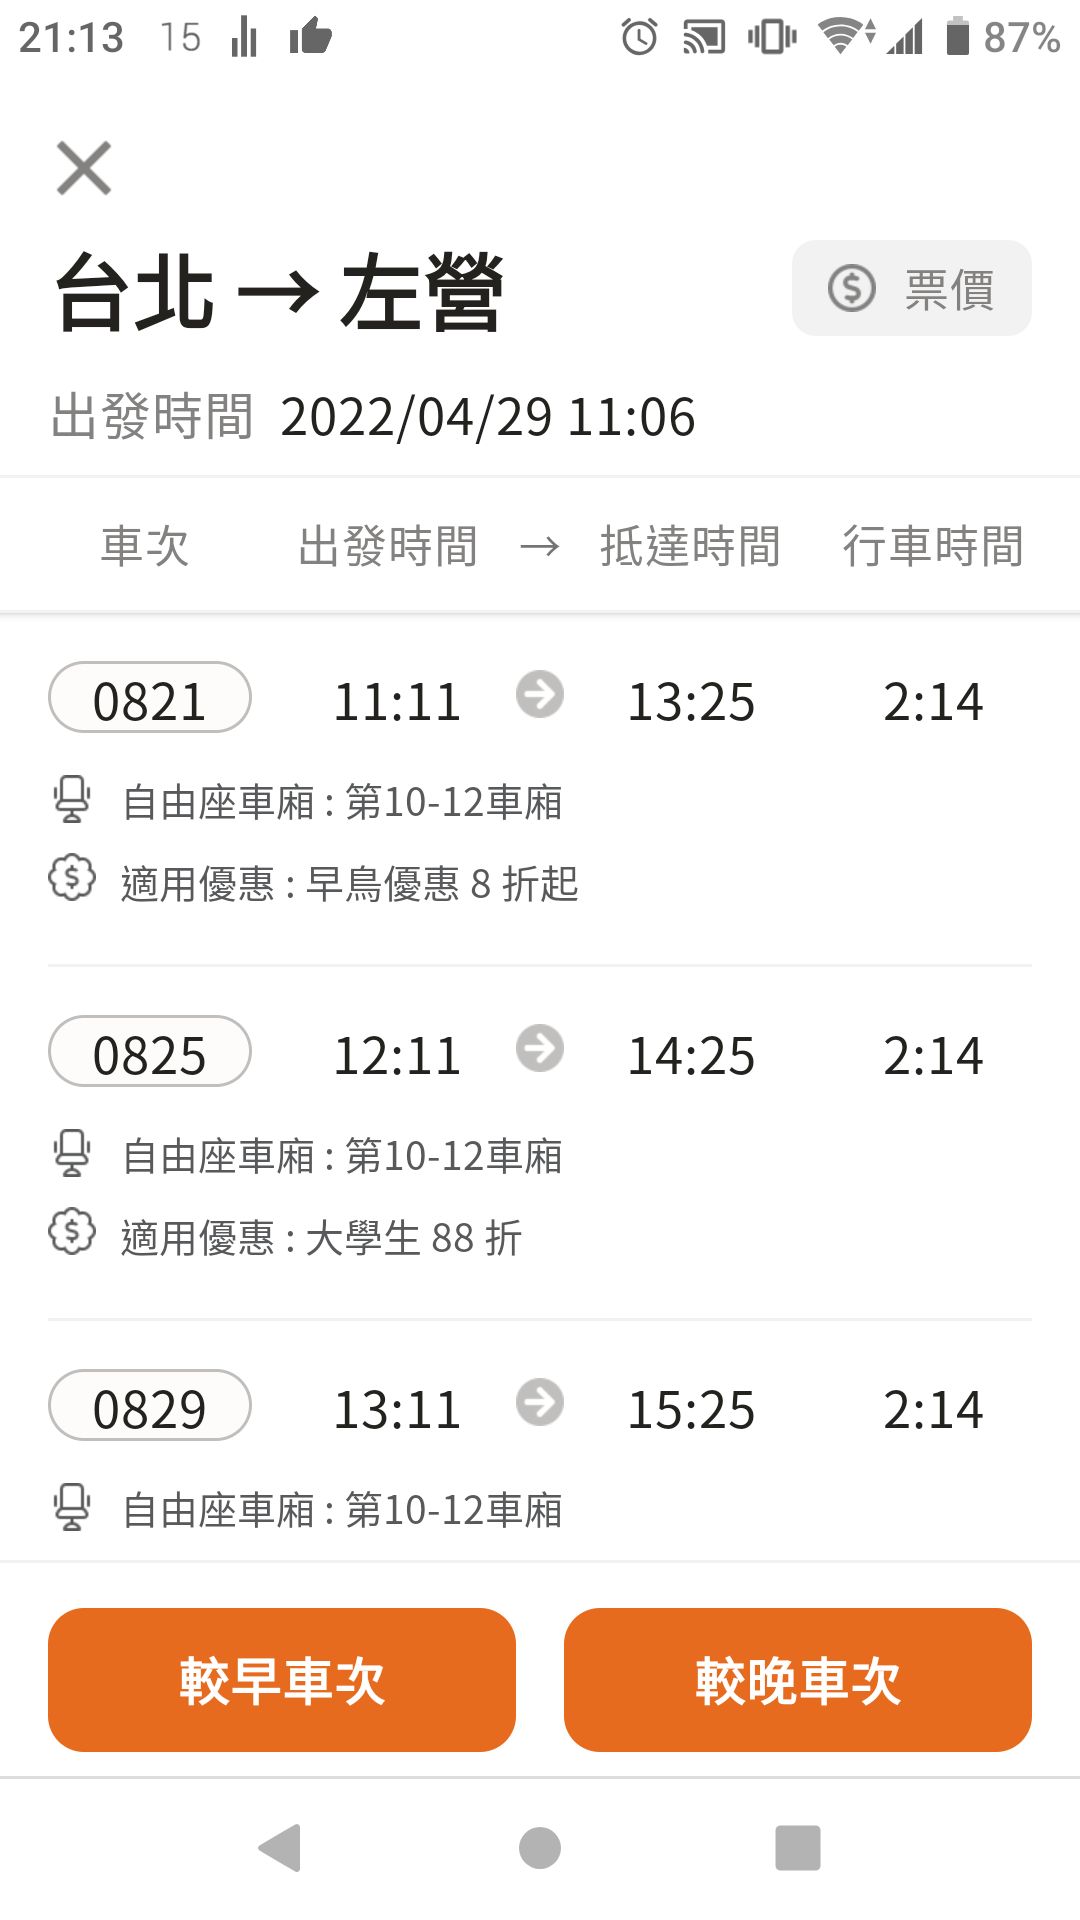 21:13 15 87%
台北 → 左營
票價
出發時間 2022/04/29 11:06
車次 出發時間 → 抵達時間 行車時間
0821 11:11 13:25 2:14
自由座車廂 : 第10-12車廂
適用優惠 : 早鳥優惠 8 折起
0825 12:11 14:25 2:14
自由座車廂 : 第10-12車廂
適用優惠 : 大學生 88 折
0829 13:11 15:25 2:14
自由座車廂 : 第10-12車廂
較早車次 較晚車次